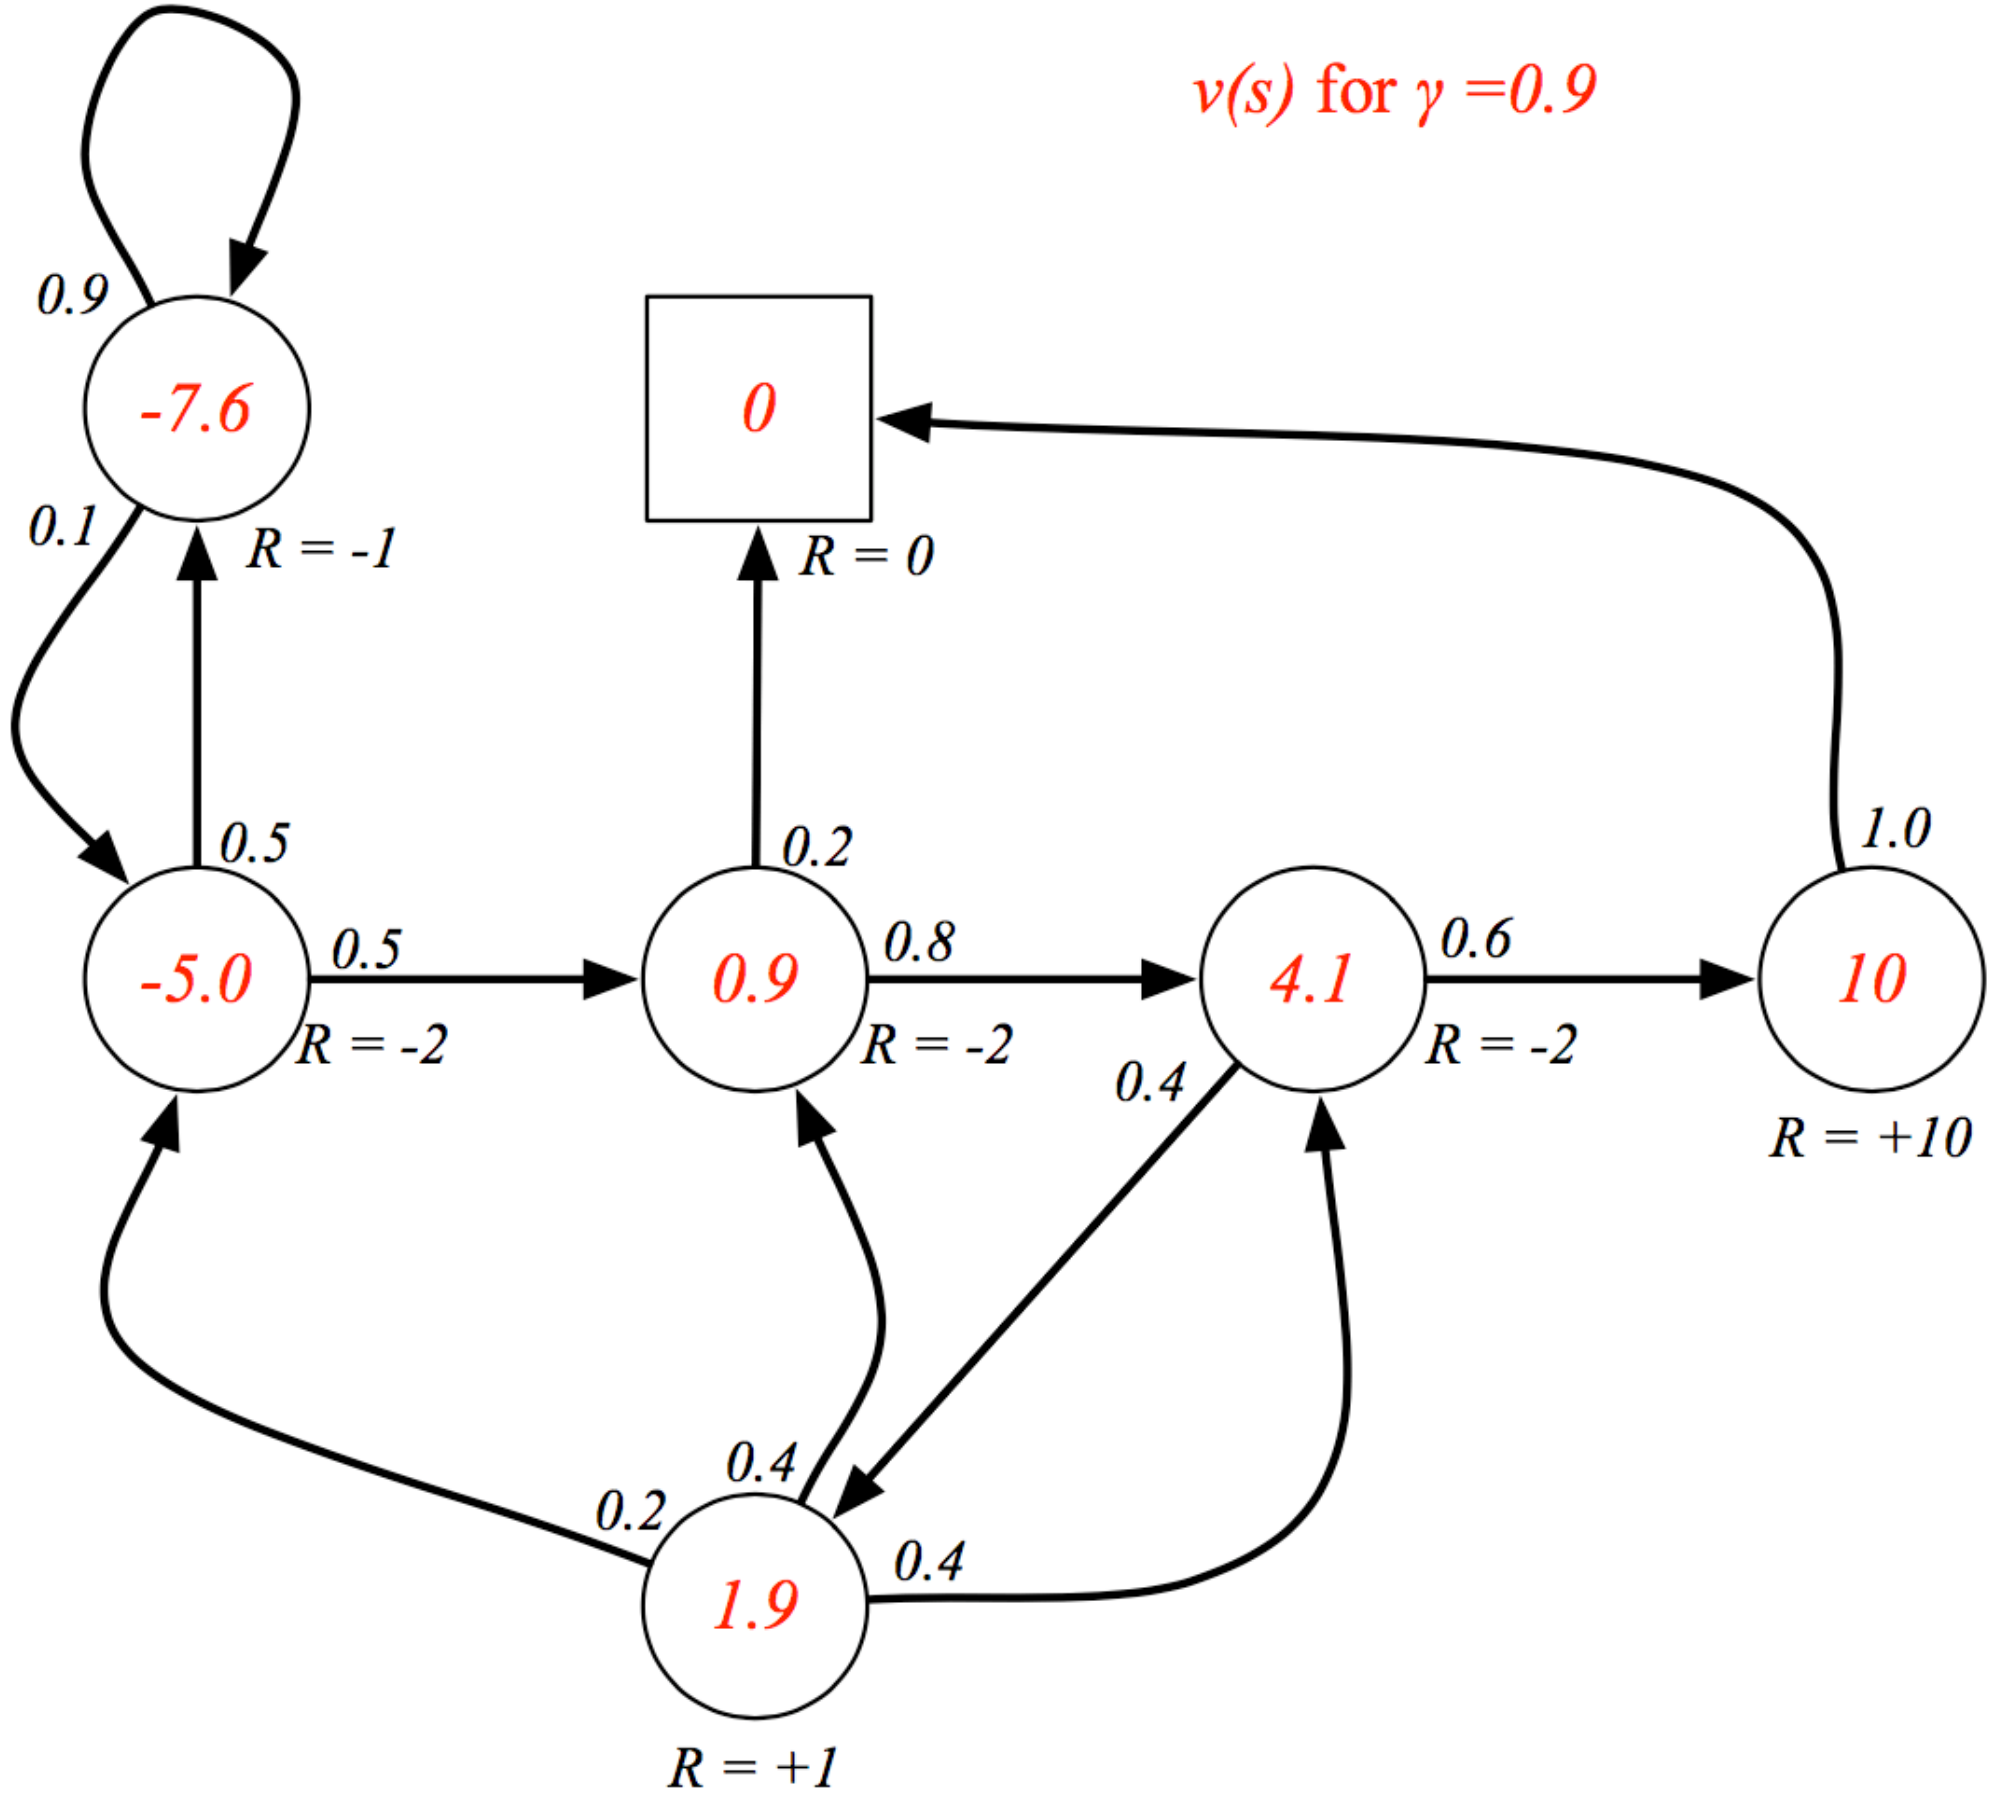 v(s) for γ =0.9
0.9
-7.6
0
0.1
R = -1
R = 0
0.5
0.2
1.0
-5.0
0.5
0.9
0.8
4.1
0.6
10
R = -2
R = -2
R = -2
0.4
R = +10
0.4
0.2
0.4
1.9
R = +1